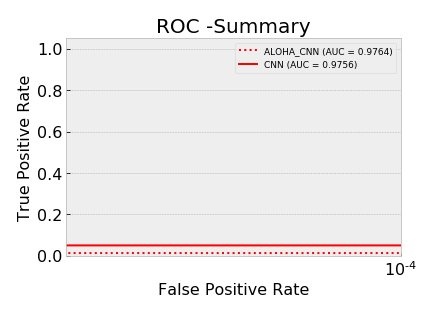 ROC -Summary
ALOHA_CNN (AUC = 0.9764)
CNN (AUC = 0.9756)
True Positive Rate
1.0
0.8
0.6
0.4
0.2
0.0
10⁻⁴
False Positive Rate